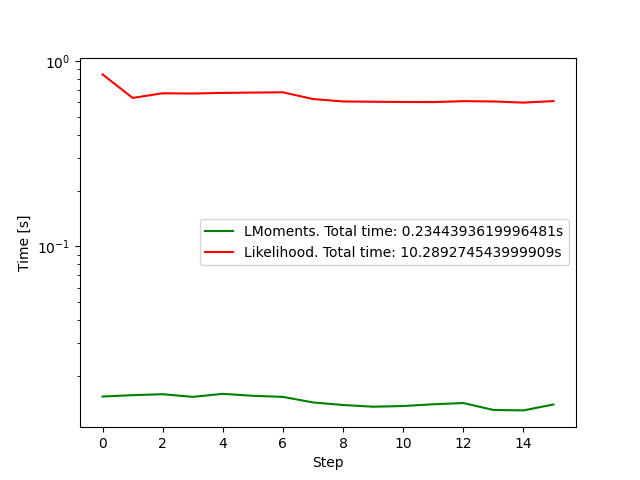 10⁰
10⁻¹
Time [s]
LMoments. Total time: 0.2344393619996481s
Likelihood. Total time: 10.289274543999909s
0 2 4 6 8 10 12 14
Step